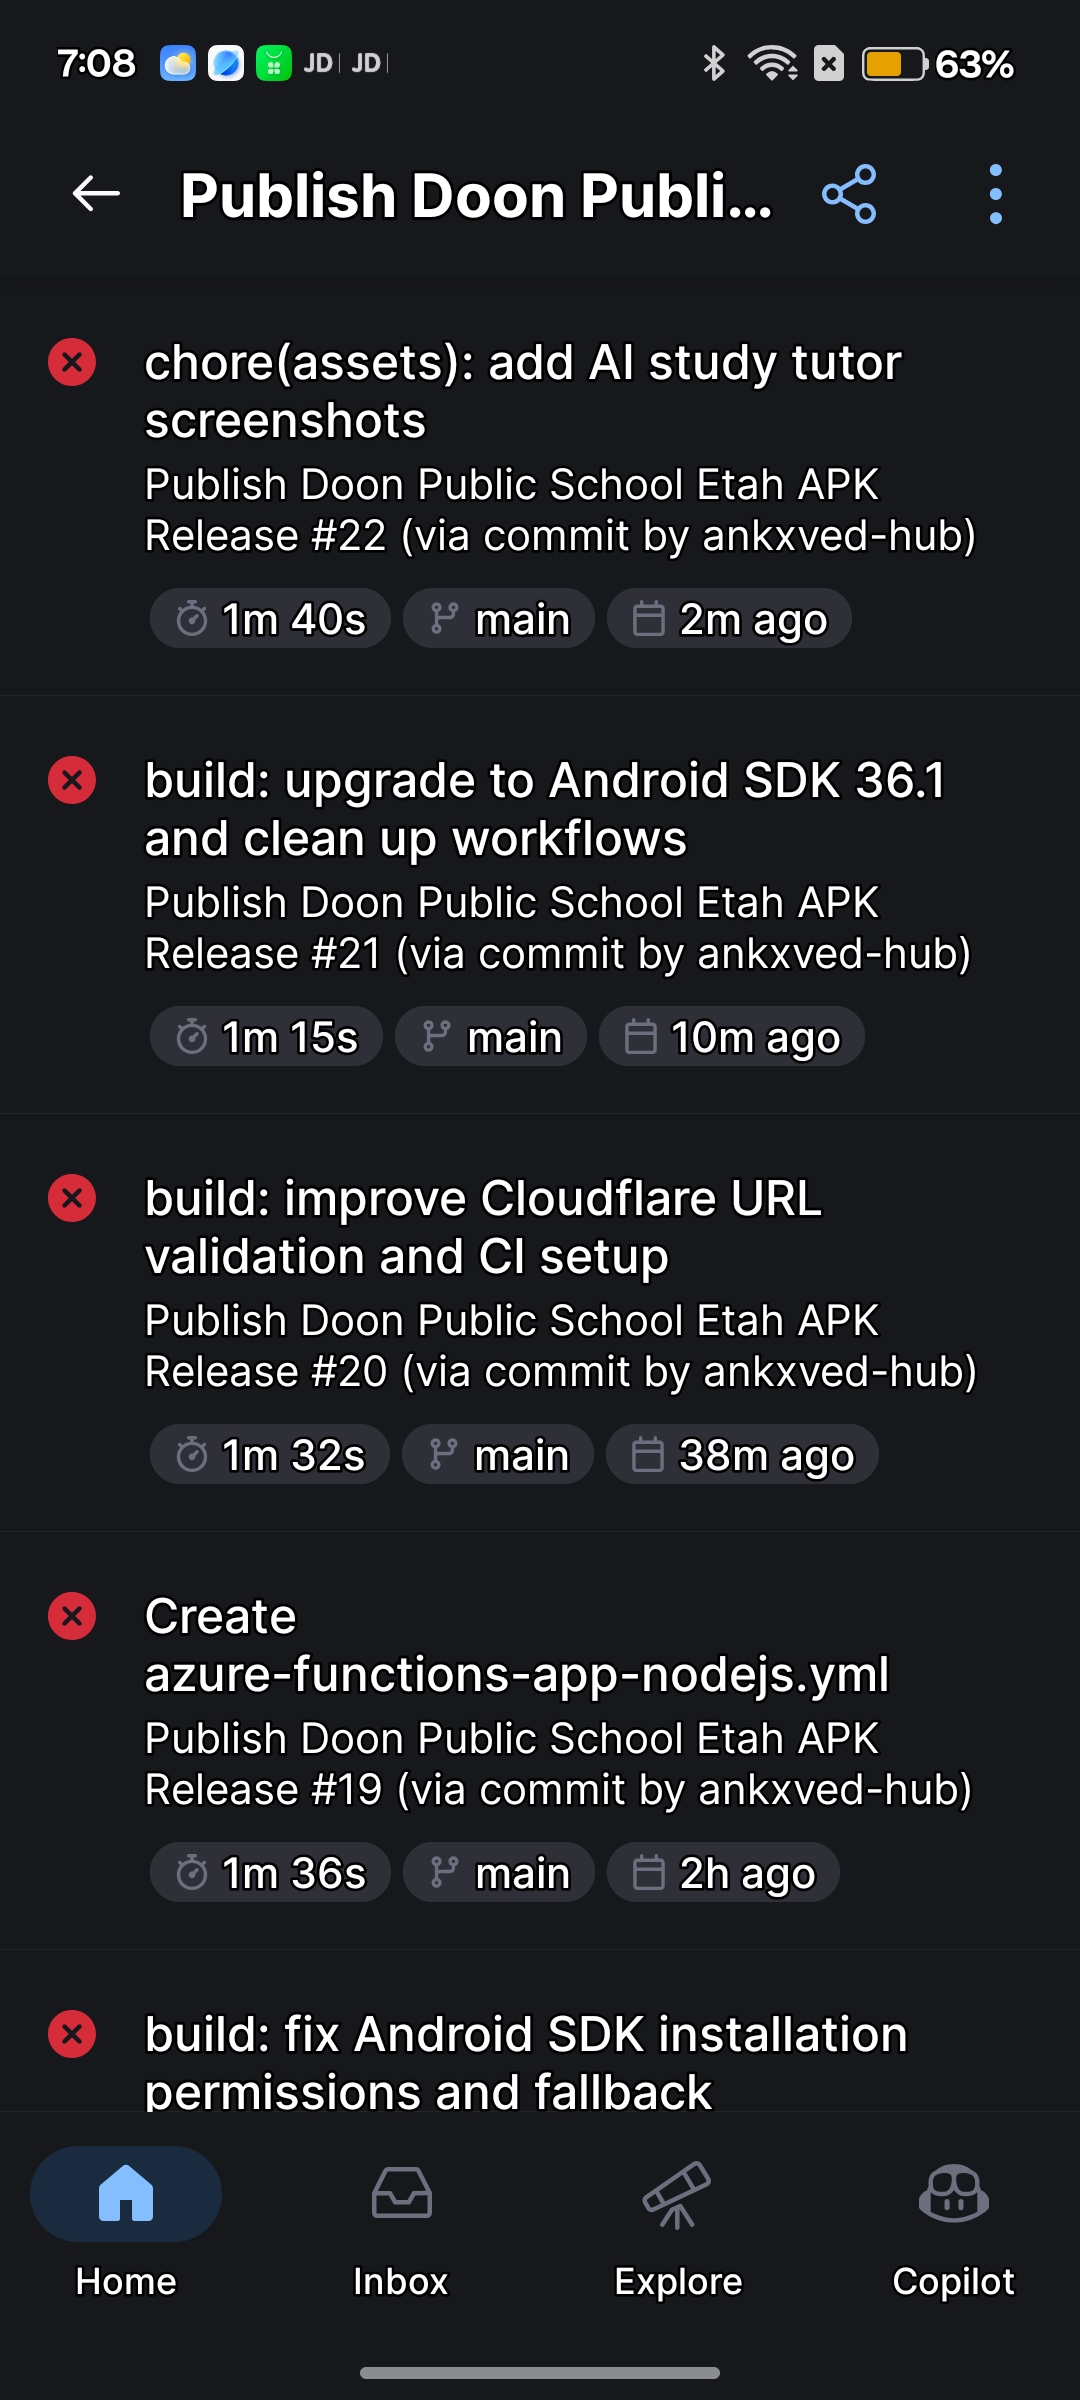 7:08 JD JD 63%
Publish Doon Publi...
chore(assets): add AI study tutor
screenshots
Publish Doon Public School Etah APK
Release #22 (via commit by ankxved-hub)
1m 40s main 2m ago
build: upgrade to Android SDK 36.1
and clean up workflows
Publish Doon Public School Etah APK
Release #21 (via commit by ankxved-hub)
1m 15s main 10m ago
build: improve Cloudflare URL
validation and CI setup
Publish Doon Public School Etah APK
Release #20 (via commit by ankxved-hub)
1m 32s main 38m ago
Create
azure-functions-app-nodejs.yml
Publish Doon Public School Etah APK
Release #19 (via commit by ankxved-hub)
1m 36s main 2h ago
build: fix Android SDK installation
permissions and fallback
Home Inbox Explore Copilot